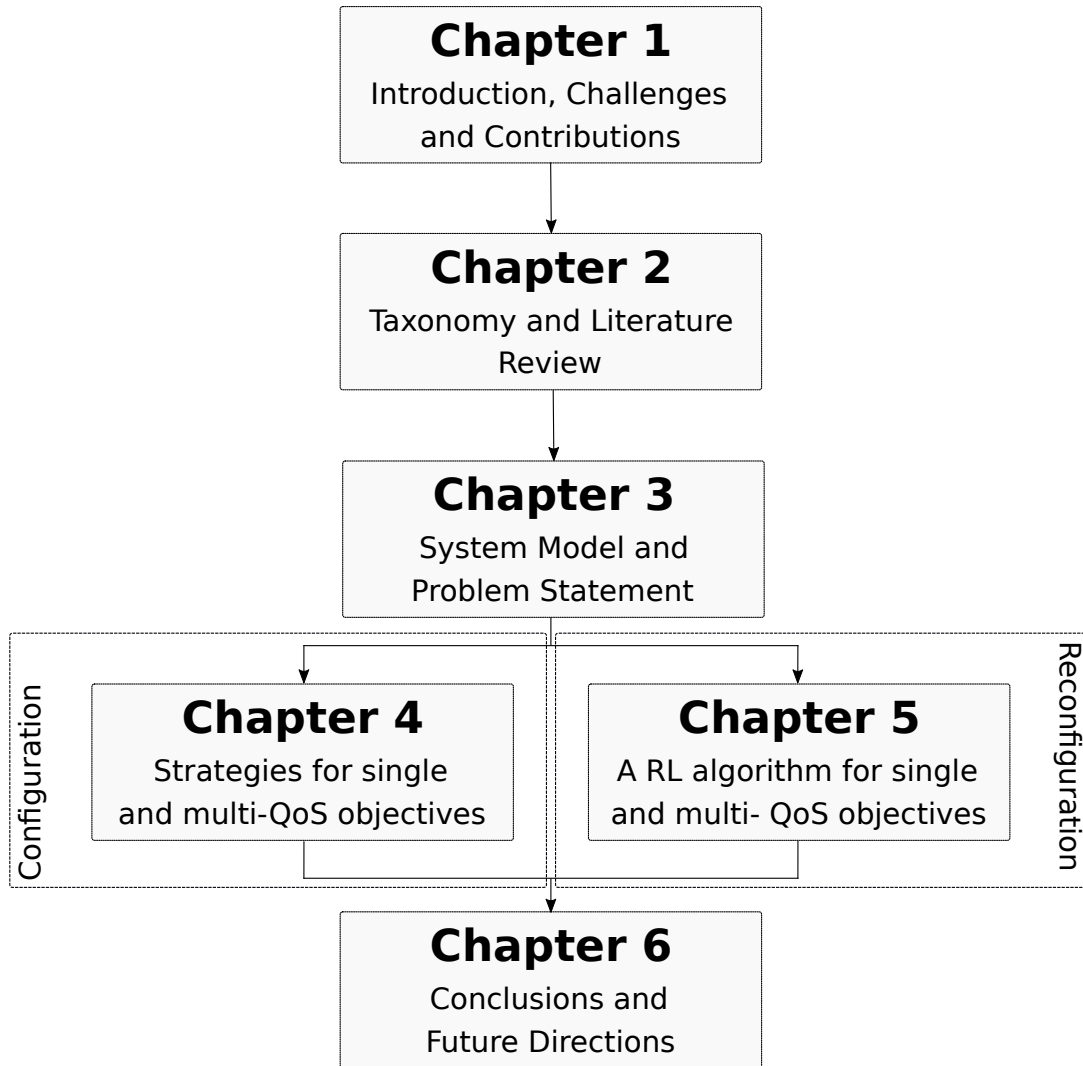 Chapter 1
Introduction, Challenges
and Contributions
Chapter 2
Taxonomy and Literature
Review
Chapter 3
System Model and
Problem Statement
Configuration
Chapter 4
Strategies for single
and multi-QoS objectives
Chapter 5
A RL algorithm for single
and multi- QoS objectives
Reconfiguration
Chapter 6
Conclusions and
Future Directions